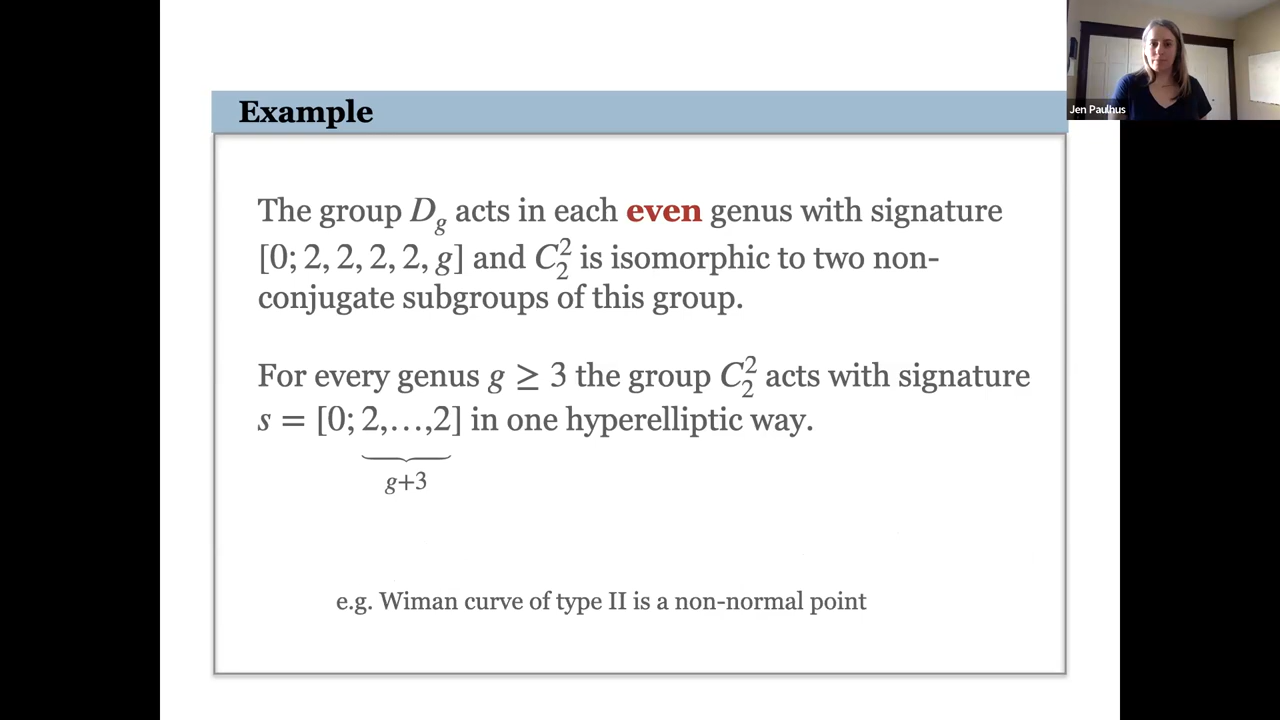 Example
Jen Paulhus
The group D_g acts in each even genus with signature
[0; 2, 2, 2, 2, g] and C_2^2 is isomorphic to two non-
conjugate subgroups of this group.
For every genus g ≥ 3 the group C_2^2 acts with signature
s = [0; 2,…,2] in one hyperelliptic way.
g+3
e.g. Wiman curve of type II is a non-normal point